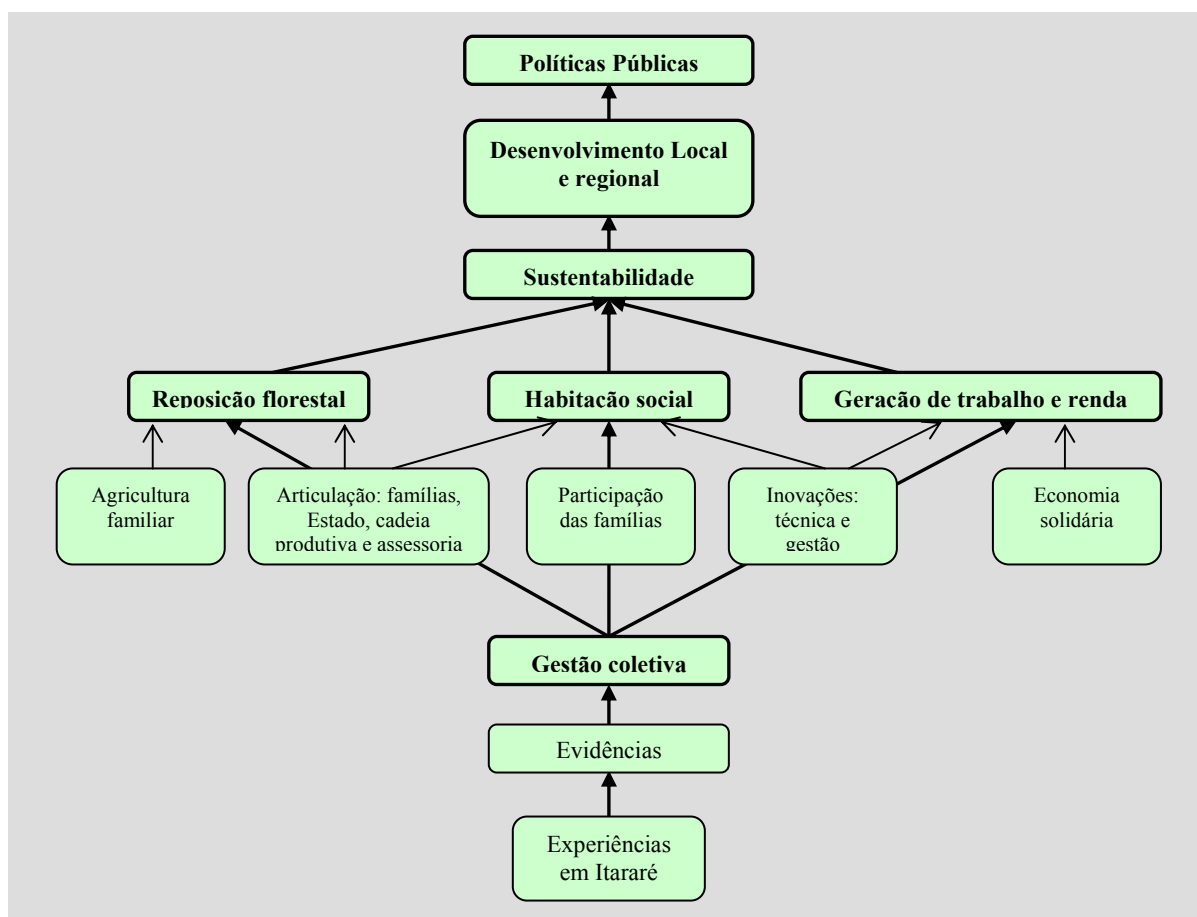 Políticas Públicas
Desenvolvimento Local
e regional
Sustentabilidade
Reposição florestal
Habitação social
Geração de trabalho e renda
Agricultura
familiar
Articulação: famílias,
Estado, cadeia
produtiva e assessoria
Participação
das famílias
Inovações:
técnica e
gestão
Economia
solidária
Gestão coletiva
Evidências
Experiências
em Itararé